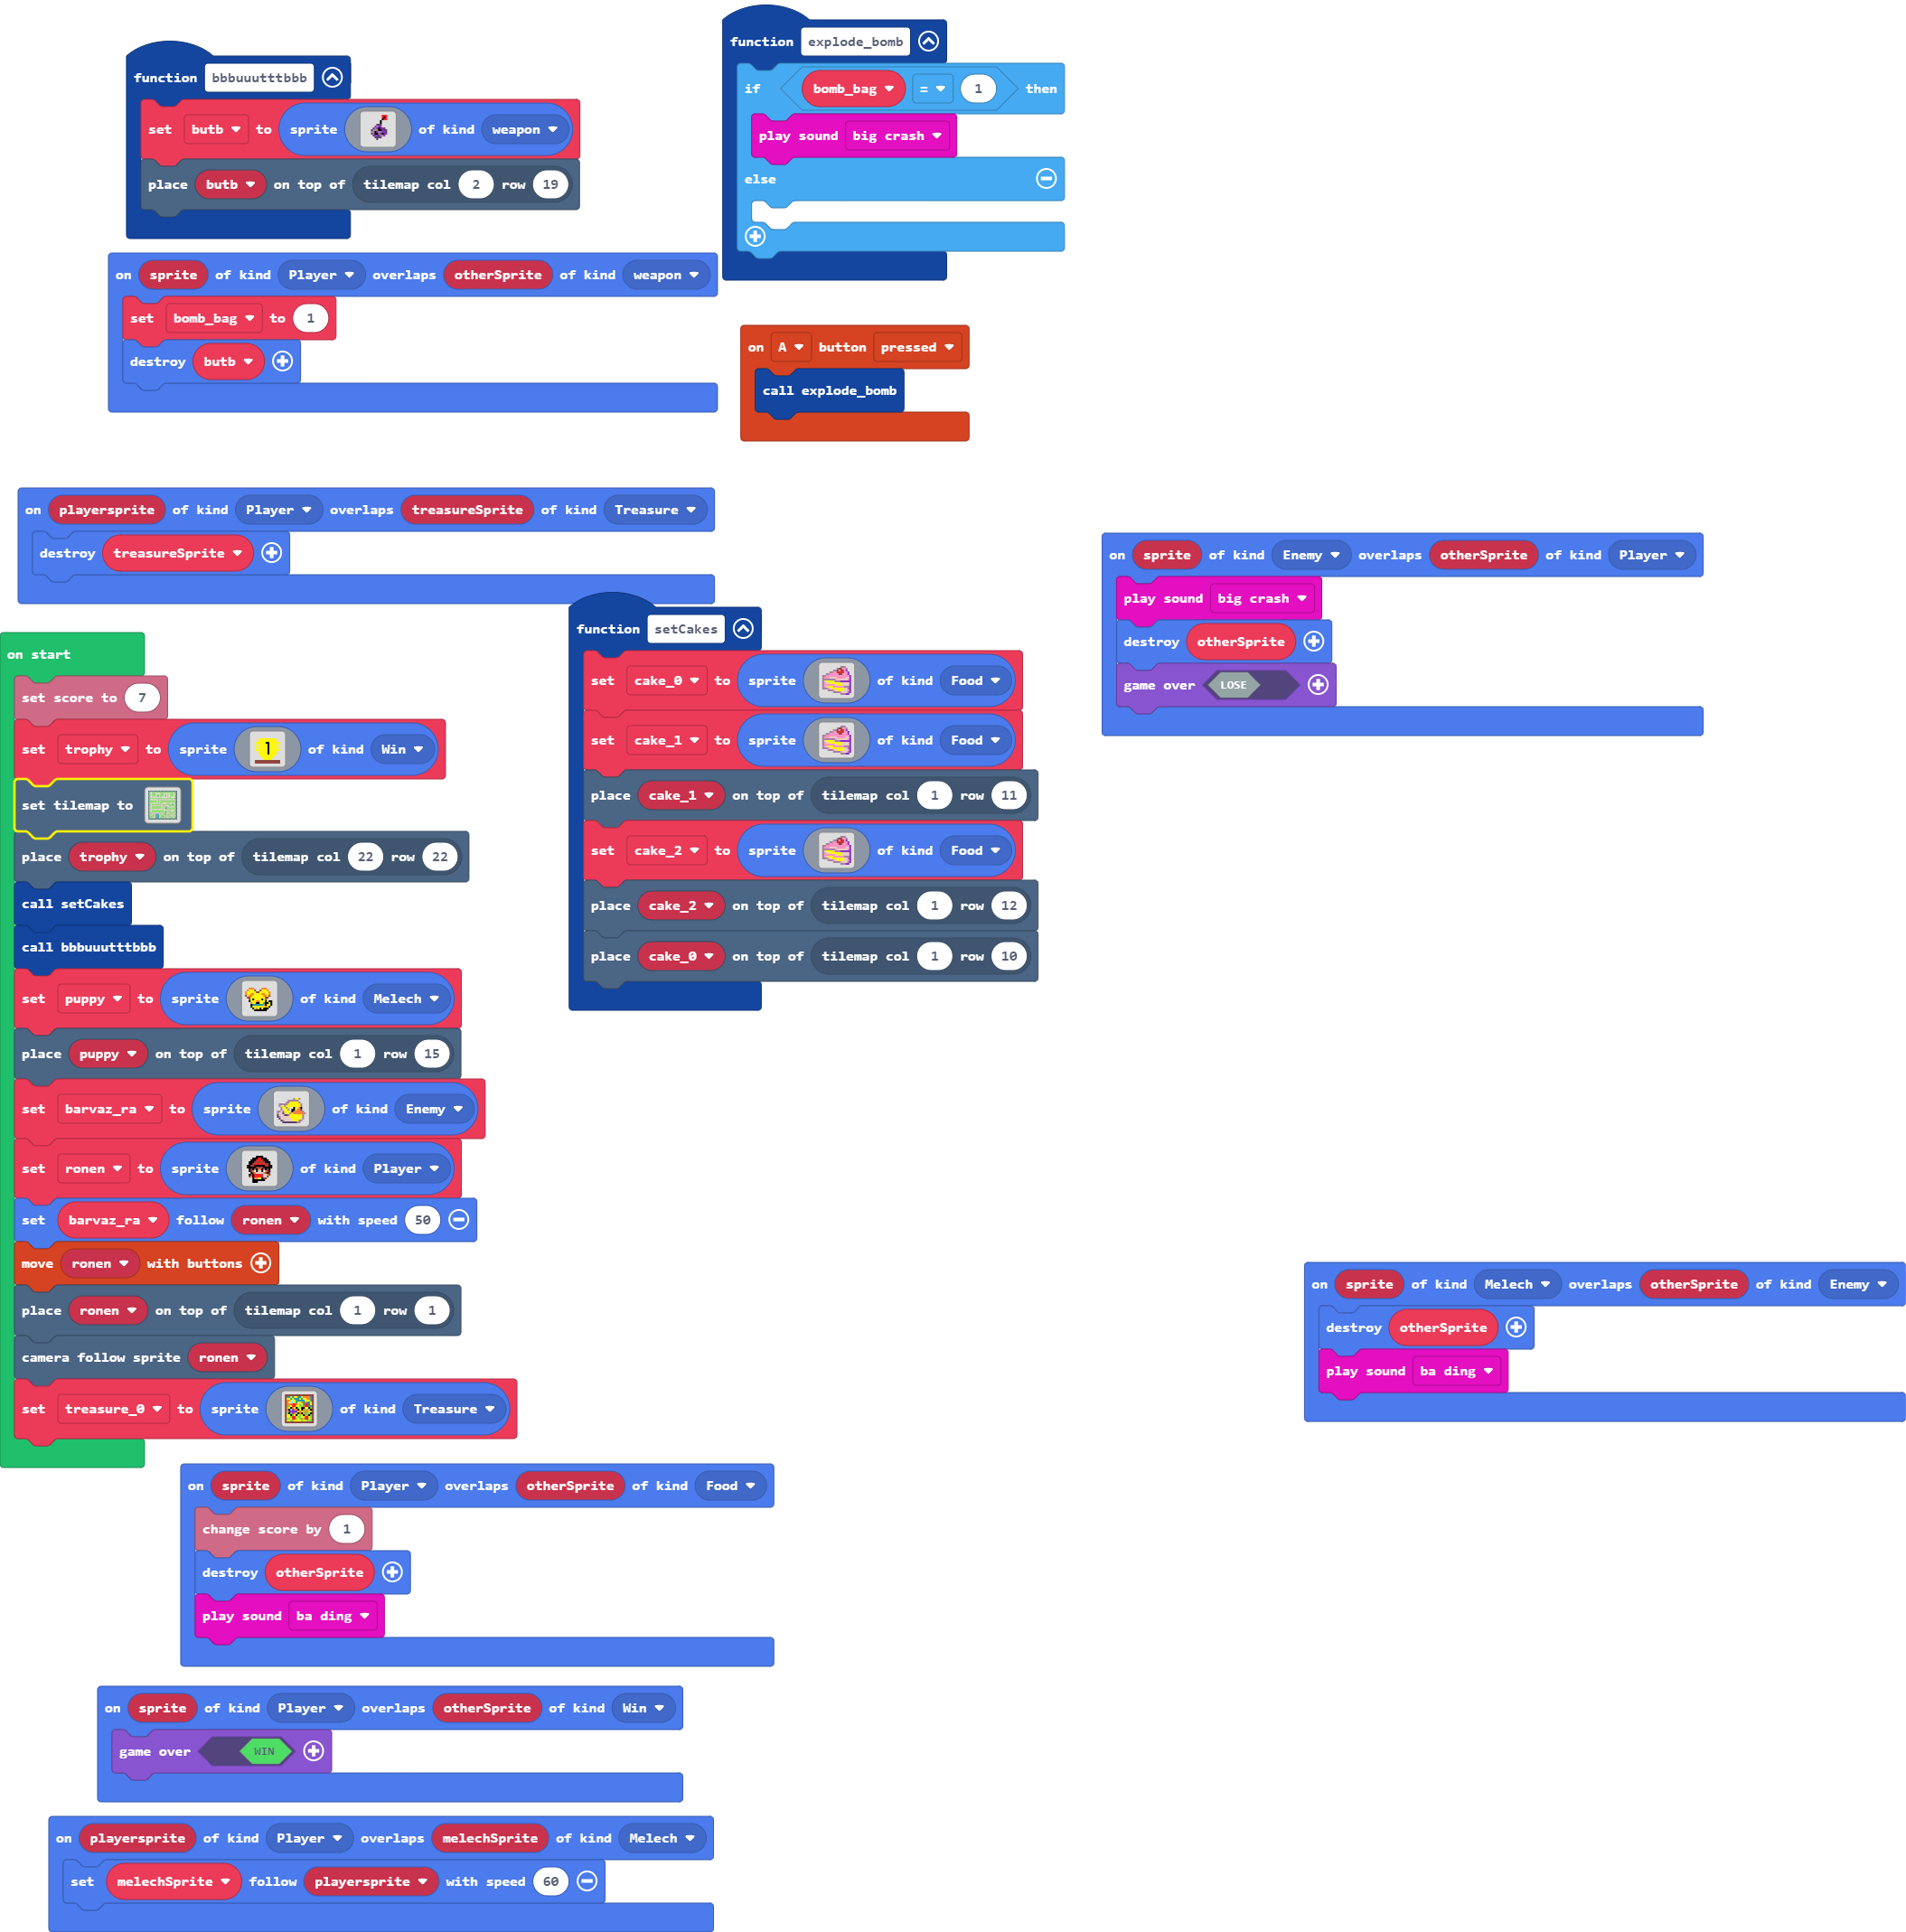 function bbbuuutttbbb
set butb to sprite of kind weapon
place butb on top of tilemap col 2 row 19
on sprite of kind Player overlaps otherSprite of kind weapon
set bomb_bag to 1
destroy butb
function explode_bomb
if bomb_bag = 1 then
play sound big crash
else
on A button pressed
call explode_bomb
on playersprite of kind Player overlaps treasureSprite of kind Treasure
destroy treasureSprite
on sprite of kind Enemy overlaps otherSprite of kind Player
play sound big crash
destroy otherSprite
game over LOSE
on start
set score to 7
set trophy to sprite 1 of kind Win
set tilemap to
place trophy on top of tilemap col 22 row 22
call setCakes
call bbbuuutttbbb
set puppy to sprite of kind Melech
place puppy on top of tilemap col 1 row 15
set barvaz_ra to sprite of kind Enemy
set ronen to sprite of kind Player
set barvaz_ra follow ronen with speed 50
move ronen with buttons
place ronen on top of tilemap col 1 row 1
camera follow sprite ronen
set treasure_0 to sprite of kind Treasure
function setCakes
set cake_0 to sprite of kind Food
set cake_1 to sprite of kind Food
place cake_1 on top of tilemap col 1 row 11
set cake_2 to sprite of kind Food
place cake_2 on top of tilemap col 1 row 12
place cake_0 on top of tilemap col 1 row 10
on sprite of kind Melech overlaps otherSprite of kind Enemy
destroy otherSprite
play sound ba ding
on sprite of kind Player overlaps otherSprite of kind Food
change score by 1
destroy otherSprite
play sound ba ding
on sprite of kind Player overlaps otherSprite of kind Win
game over WIN
on playersprite of kind Player overlaps melechSprite of kind Melech
set melechSprite follow playersprite with speed 60